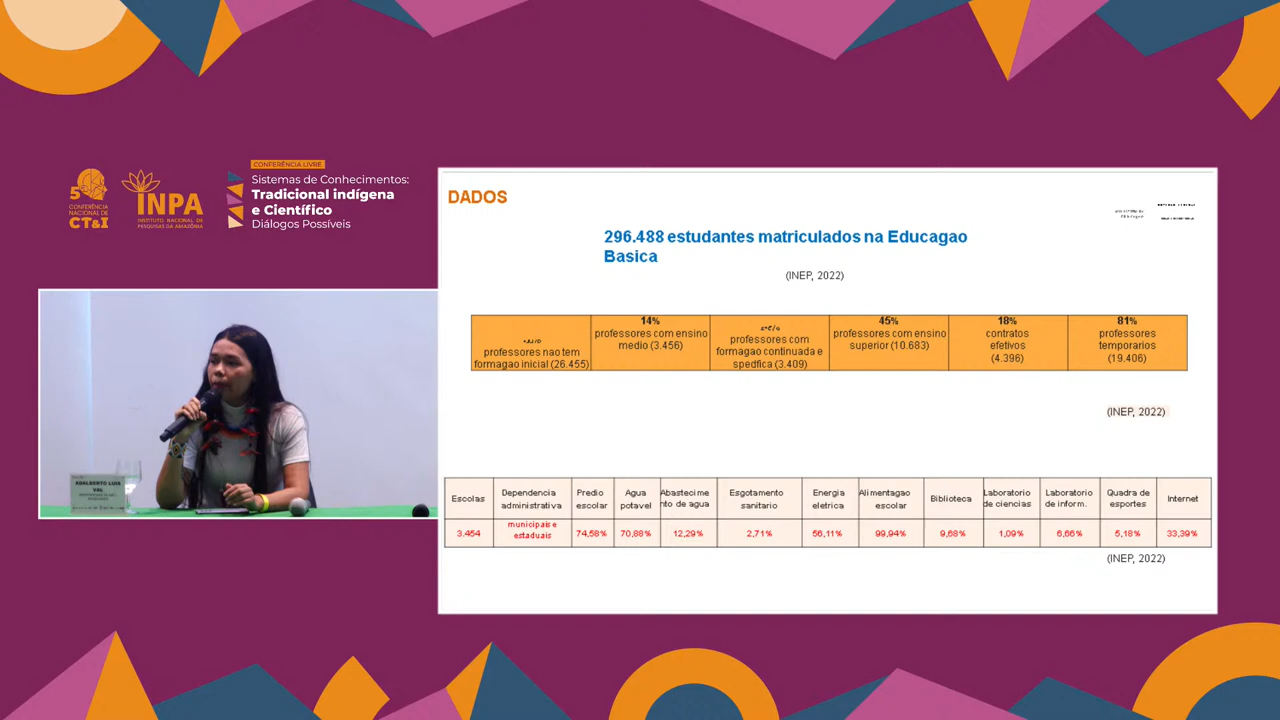 CONFERÊNCIA LIVRE
5
CONFERÊNCIA
NACIONAL DE
CT&I
INPA
INSTITUTO NACIONAL DE
PESQUISAS DA AMAZÔNIA
Sistemas de Conhecimentos:
Tradicional indígena
e Científico
Diálogos Possíveis
ADALBERTO LUIS
VAL
DADOS
296.488 estudantes matriculados na Educagao
Basica
(INEP, 2022)
professores nao tem
formagao inicial (26.455)
14%
professores com ensino
medio (3.456)
professores com
formagao continuada e
spedfica (3.409)
45%
professores com ensino
superior (10.683)
18%
contratos
efetivos
(4.396)
81%
professores
temporarios
(19.406)
(INEP, 2022)
Escolas
Dependencia
administrativa
Predio
escolar
Agua
potavel
Abastecime
nto de agua
Esgotamento
sanitario
Energia
eletrica
Alimentagao
escolar
Biblioteca
Laboratorio
de ciencias
Laboratorio
de inform.
Quadra de
esportes
Internet
3.454
municipais e
estaduais
74,58%
70,88%
12,29%
2,71%
56,11%
99,94%
9,68%
1,09%
6,66%
5,18%
33,39%
(INEP, 2022)